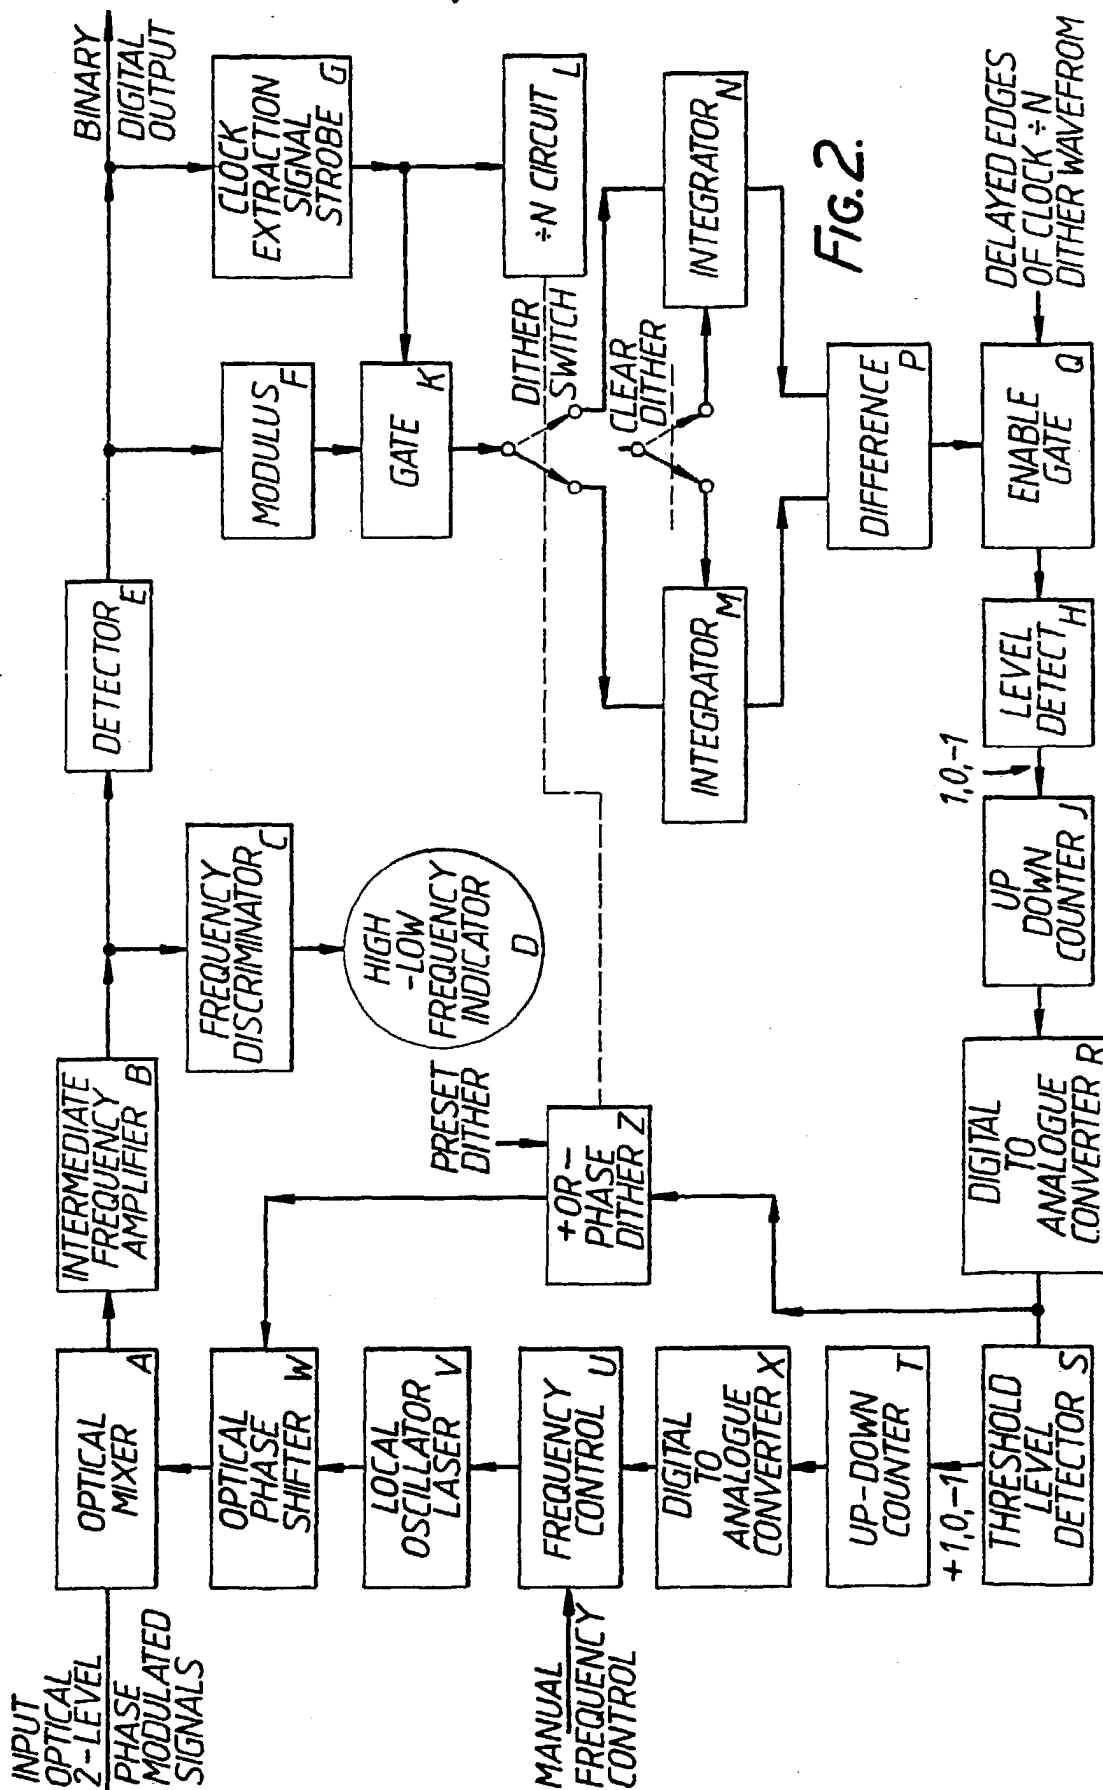 INPUT
OPTICAL
2-LEVEL
PHASE
MODULATED
SIGNALS
OPTICAL
MIXER A
INTERMEDIATE
FREQUENCY
AMPLIFIER B
DETECTOR E
BINARY
DIGITAL
OUTPUT
FREQUENCY
DISCRIMINATOR C
HIGH
-LOW
FREQUENCY
INDICATOR
D
MODULUS F
CLOCK
EXTRACTION
SIGNAL
STROBE G
GATE K
÷N CIRCUIT L
DITHER
SWITCH
CLEAR
DITHER
INTEGRATOR M
INTEGRATOR N
DIFFERENCE P
FIG.2.
DELAYED EDGES
OF CLOCK ÷ N
DITHER WAVEFROM
ENABLE
GATE Q
LEVEL
DETECT H
1,0,-1
UP
DOWN
COUNTER J
DIGITAL
TO
ANALOGUE
CONVERTER R
THRESHOLD
LEVEL
DETECTOR S
+1,0,-1
UP-DOWN
COUNTER T
DIGITAL
TO
ANALOGUE
CONVERTER X
FREQUENCY
CONTROL U
MANUAL
FREQUENCY
CONTROL
LOCAL
OSCILLATOR
LASER V
OPTICAL
PHASE
SHIFTER W
PRESET
DITHER
+OR-
PHASE
DITHER Z